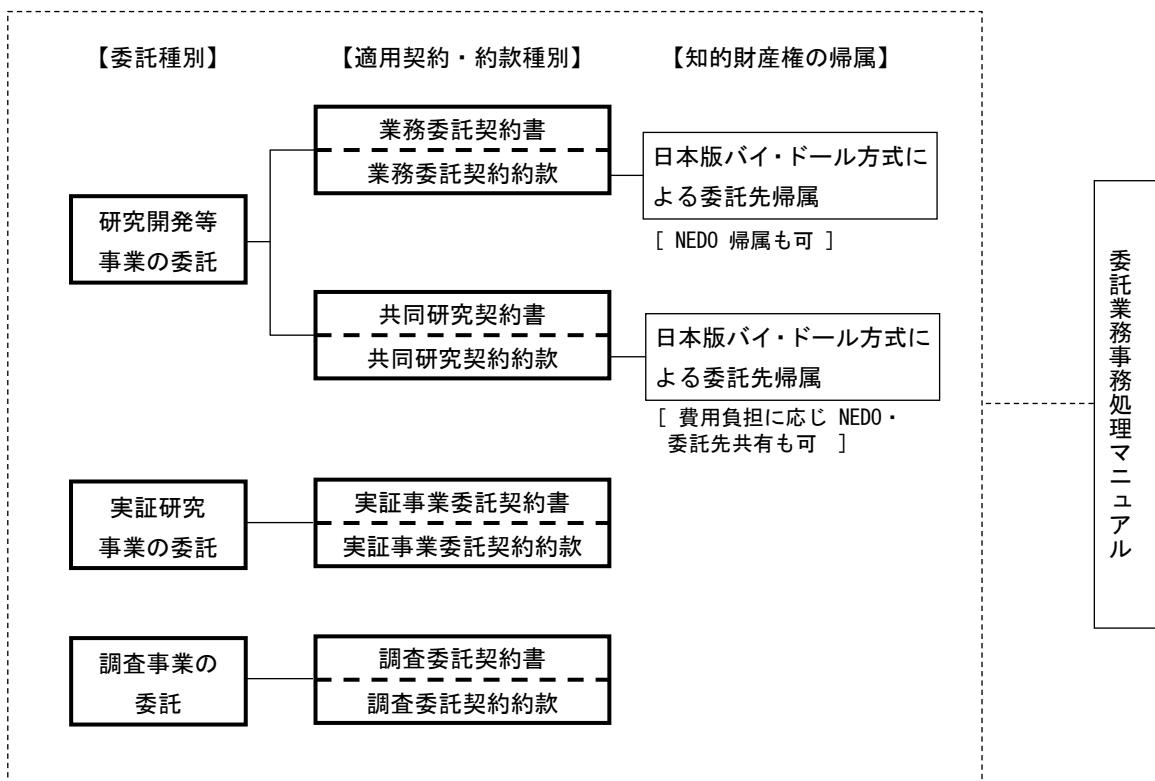 【委託種別】
【適用契約・約款種別】
【知的財産権の帰属】
研究開発等
事業の委託
業務委託契約書
業務委託契約約款
日本版バイ・ドール方式に
よる委託先帰属
[ NEDO 帰属も可 ]
共同研究契約書
共同研究契約約款
日本版バイ・ドール方式に
よる委託先帰属
[ 費用負担に応じ NEDO・
委託先共有も可 ]
実証研究
事業の委託
実証事業委託契約書
実証事業委託契約約款
調査事業の
委託
調査委託契約書
調査委託契約約款
委託業務事務処理マニュアル